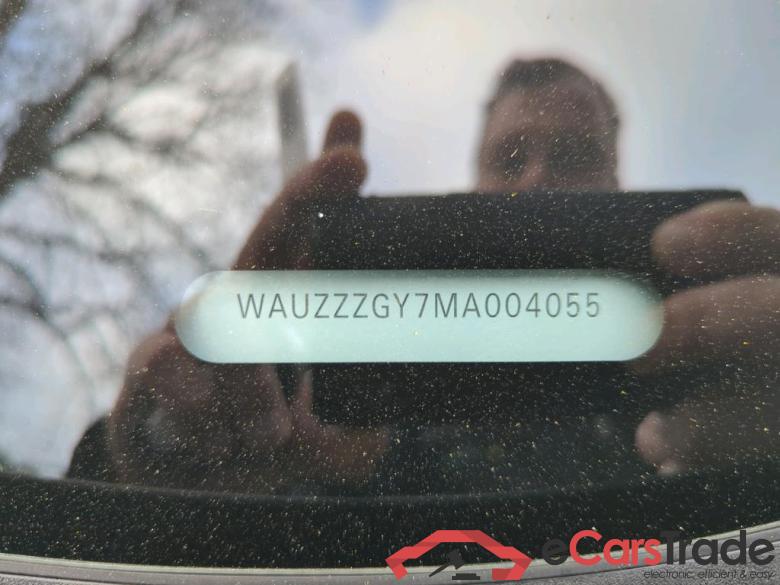 WAUZZZGY7MA004055
eCarsTrade
electronic, efficient & easy